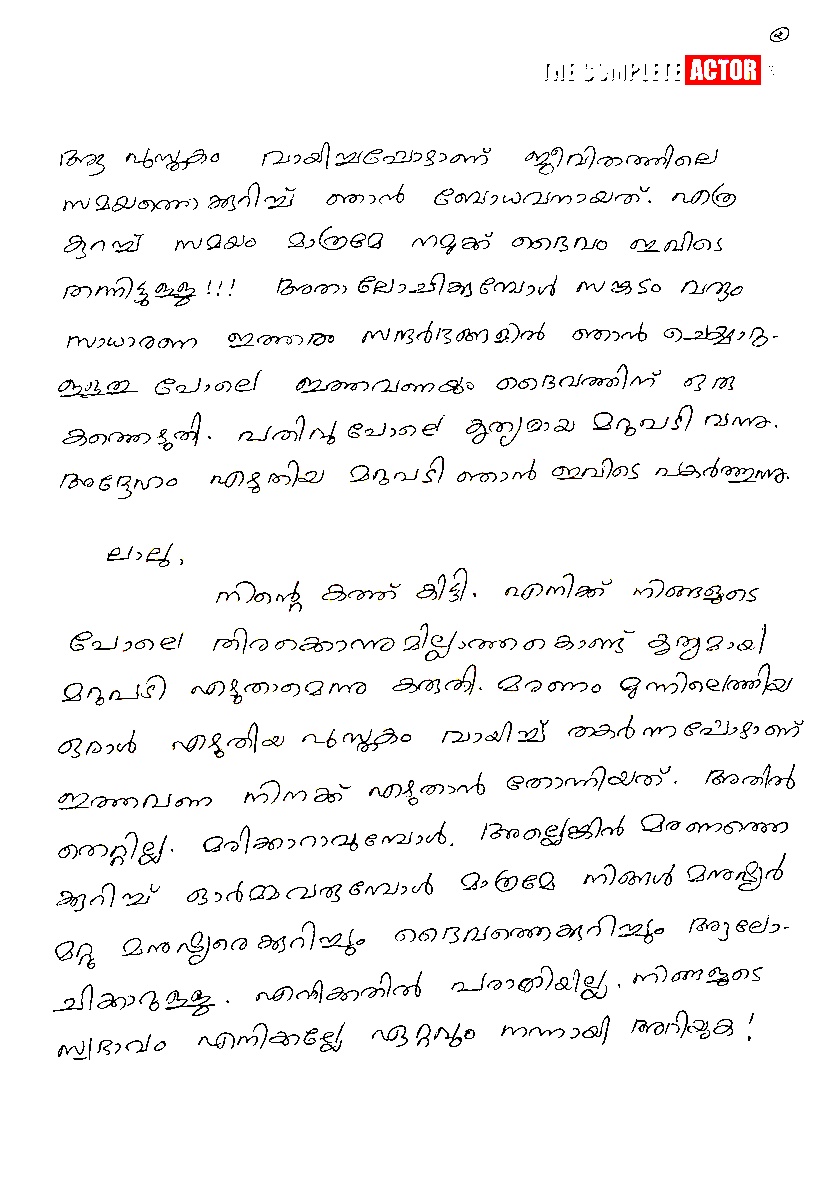 ൨
THE COMPLETE ACTOR
ആ പുസ്തകം വായിച്ചപ്പോഴാണ് ജീവിതത്തിലെ
സമയത്തെക്കുറിച്ച് ഞാൻ ബോധവനായത്. എത്ര
കുറച്ച് സമയം മാത്രമേ നമുക്ക് ദൈവം ഇവിടെ
തന്നിട്ടുള്ളൂ!!! അതാലോചിക്കുമ്പോൾ സങ്കടം വരും
സാധാരണ ഇത്തരം സന്ദർഭങ്ങളിൽ ഞാൻ ചെയ്യാറു-
ള്ളതു പോലെ ഇത്തവണകും ദൈവത്തിന് ഒരു
കത്തെഴുതി. പതിവു പോലെ കൃത്യമായ മറുപടി വന്നു.
അദ്ദേഹം എഴുതിയ മറുപടി ഞാൻ ഇവിടെ പകർത്തുന്നു.
ലാലു,
നിന്റെ കത്ത് കിട്ടി. എനിക്ക് നിങ്ങളുടെ
പോലെ തിരക്കൊന്നുമില്ലാത്തകൊണ്ട് കൃത്യമായി
മറുപടി എഴുതാമെന്നു കരുതി. മരണം മുന്നിലെത്തിയ
ഒരാൾ എഴുതിയ പുസ്തകം വായിച്ച് തകർന്നപ്പോഴാണ്
ഇത്തവണ നിനക്ക് എഴുതാൻ തോന്നിയത്. അതിൽ
തെറ്റില്ല. മരിക്കാറാവുമ്പോൾ, അല്ലെങ്കിൽ മരണത്തെ
ക്കുറിച്ച് ഓർമ്മവരുമ്പോൾ മാത്രമേ നിങ്ങൾ മനുഷ്യർ
മറ്റു മനുഷ്യരെക്കുറിച്ചും ദൈവത്തെക്കുറിച്ചും ആലോ-
ചിക്കാറുള്ളൂ. എനിക്കതിൽ പരാതിയില്ല. നിങ്ങളുടെ
സ്വഭാവം എനിക്കല്ലേ ഏറ്റവും നന്നായി അറിയുക!